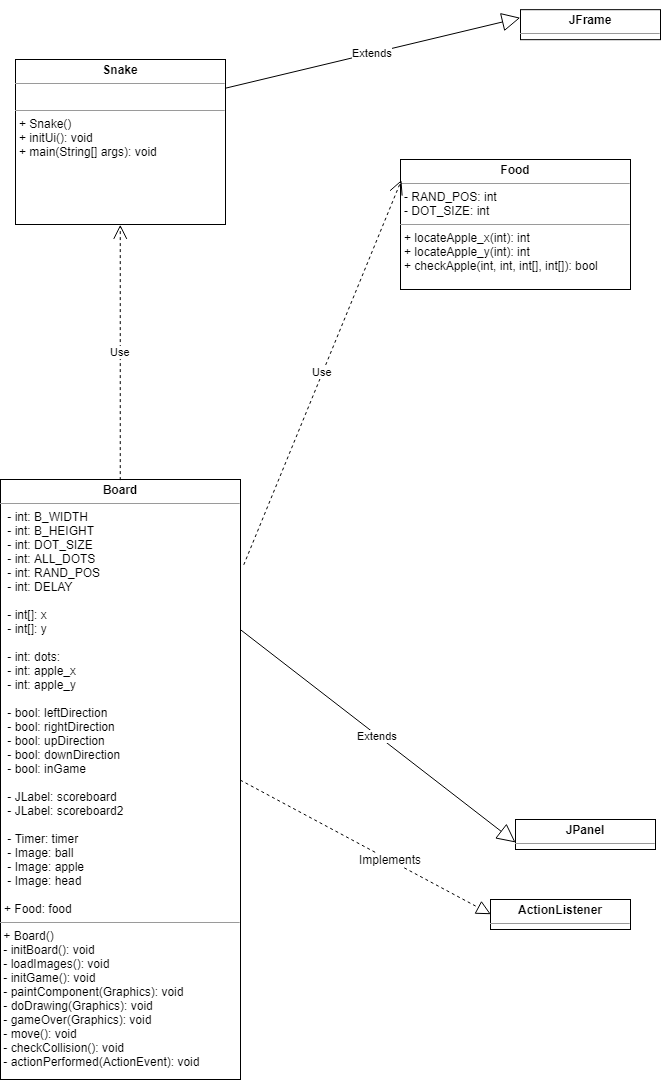 JFrame
Extends
Snake
+ Snake()
+ initUi(): void
+ main(String[] args): void
Food
- RAND_POS: int
- DOT_SIZE: int
+ locateApple_x(int): int
+ locateApple_y(int): int
+ checkApple(int, int, int[], int[]): bool
Use
Use
Board
- int: B_WIDTH
- int: B_HEIGHT
- int: DOT_SIZE
- int: ALL_DOTS
- int: RAND_POS
- int: DELAY
- int[]: x
- int[]: y
- int: dots:
- int: apple_x
- int: apple_y
- bool: leftDirection
- bool: rightDirection
- bool: upDirection
- bool: downDirection
- bool: inGame
- JLabel: scoreboard
- JLabel: scoreboard2
- Timer: timer
- Image: ball
- Image: apple
- Image: head
+ Food: food
+ Board()
- initBoard(): void
- loadImages(): void
- initGame(): void
- paintComponent(Graphics): void
- doDrawing(Graphics): void
- gameOver(Graphics): void
- move(): void
- checkCollision(): void
- actionPerformed(ActionEvent): void
Extends
JPanel
Implements
ActionListener